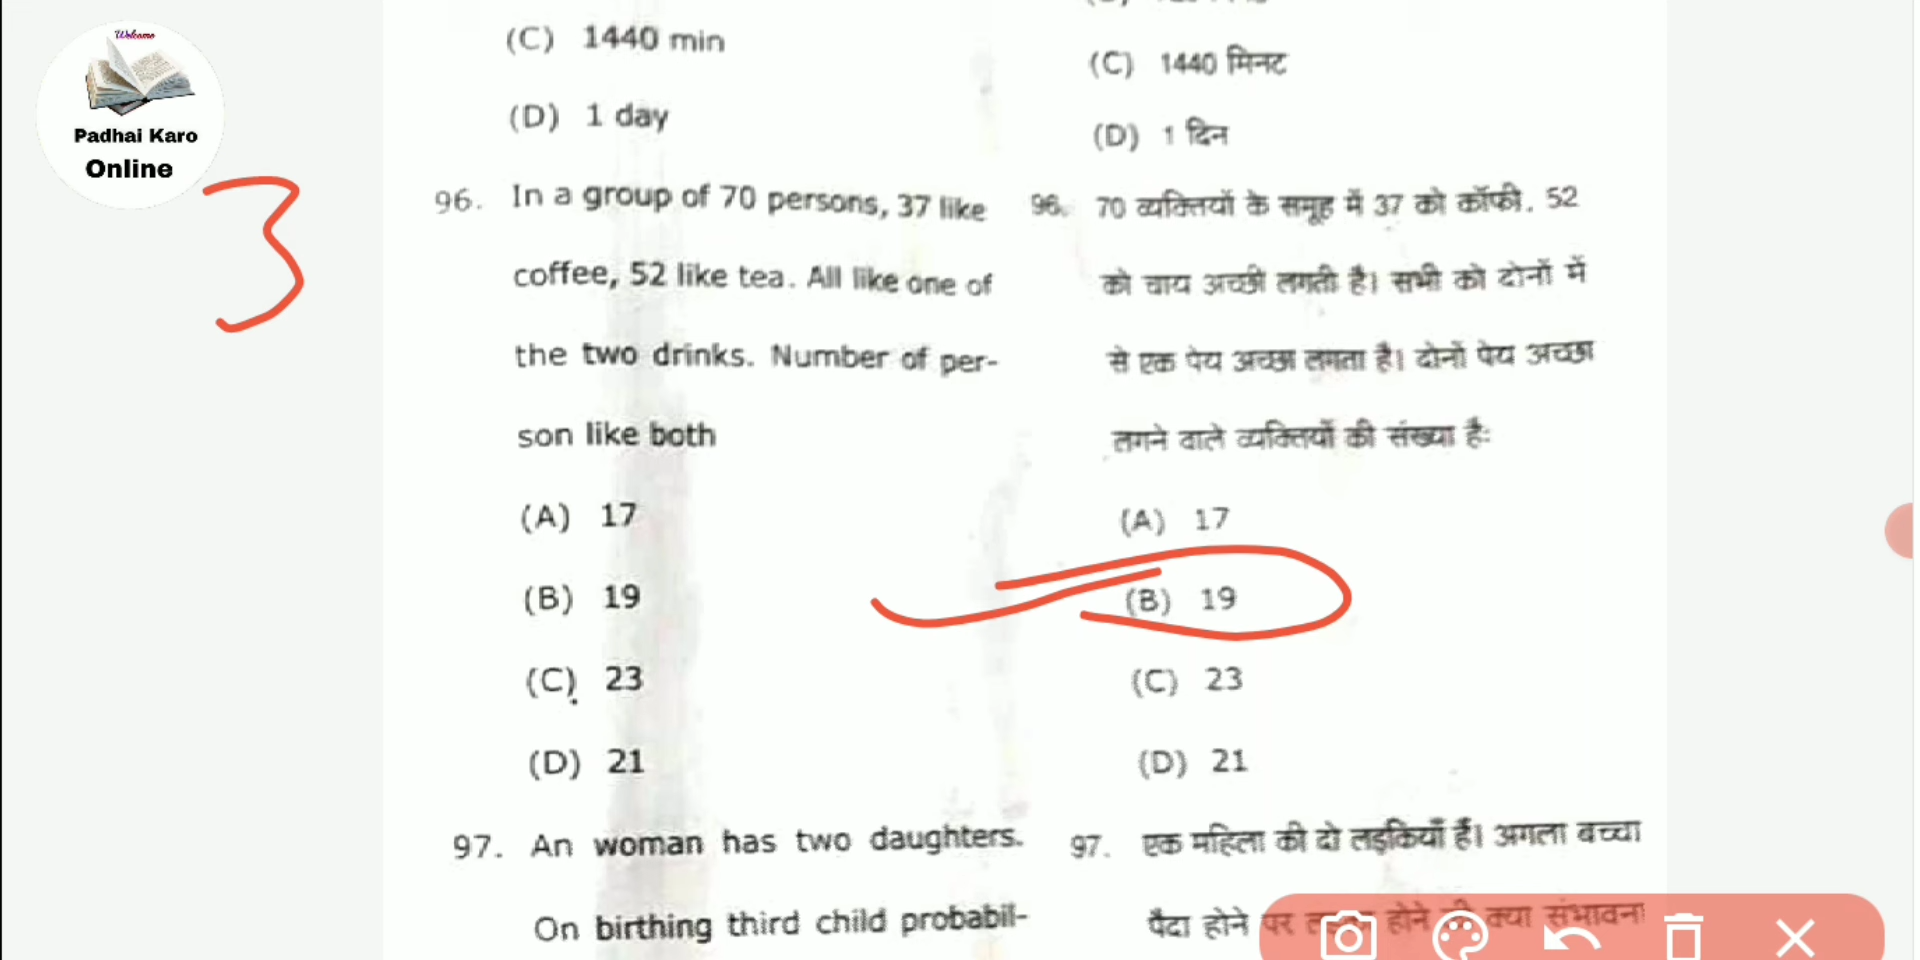 Welcome
Padhai Karo
Online
3
(C) 1440 min
(D) 1 day
96. In a group of 70 persons, 37 like
coffee, 52 like tea. All like one of
the two drinks. Number of per-
son like both
(A) 17
(B) 19
(C) 23
(D) 21
97. An woman has two daughters.
On birthing third child probabil-
(C) 1440 मिनट
(D) 1 दिन
96. 70 व्यक्तियों के समूह में 37 को कॉफी, 52
को चाय अच्छी लगती है। सभी को दोनों में
से एक पेय अच्छा लगता है। दोनों पेय अच्छा
लगने वाले व्यक्तियों की संख्या है:
(A) 17
(B) 19
(C) 23
(D) 21
97. एक महिला की दो लड़कियाँ हैं। अगला बच्चा
पैदा होने पर होने की क्या संभावना